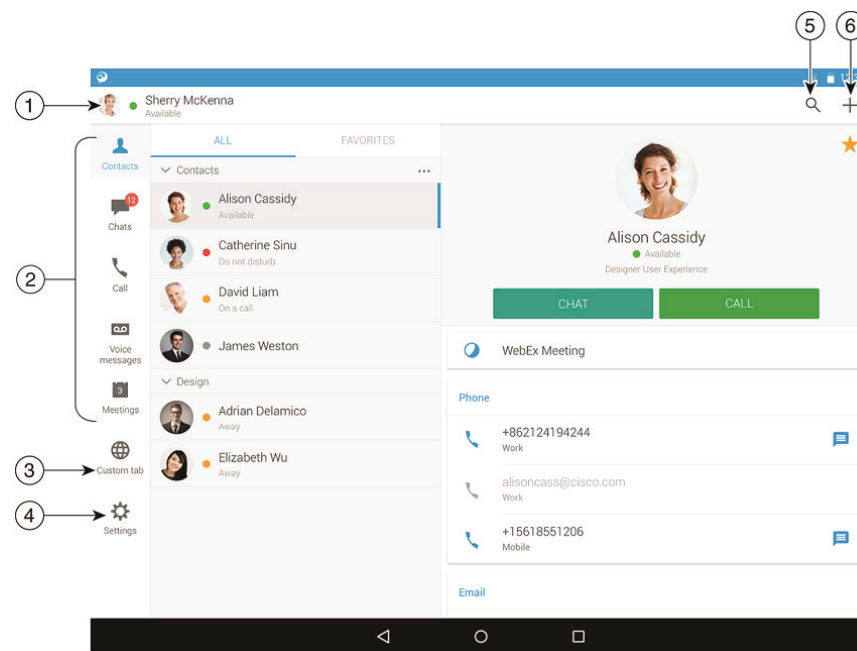 5 6
1 Sherry McKenna
Available
2
Contacts
Chats
12
Call
Voice
messages
3
Meetings
3 Custom tab
4 Settings
ALL FAVORITES
Contacts
Alison Cassidy
Available
Catherine Sinu
Do not disturb
David Liam
On a call
James Weston
Design
Adrian Delamico
Away
Elizabeth Wu
Away
Alison Cassidy
Available
Designer User Experience
CHAT CALL
WebEx Meeting
Phone
+862124194244
Work
alisoncass@cisco.com
Work
+15618551206
Mobile
Email